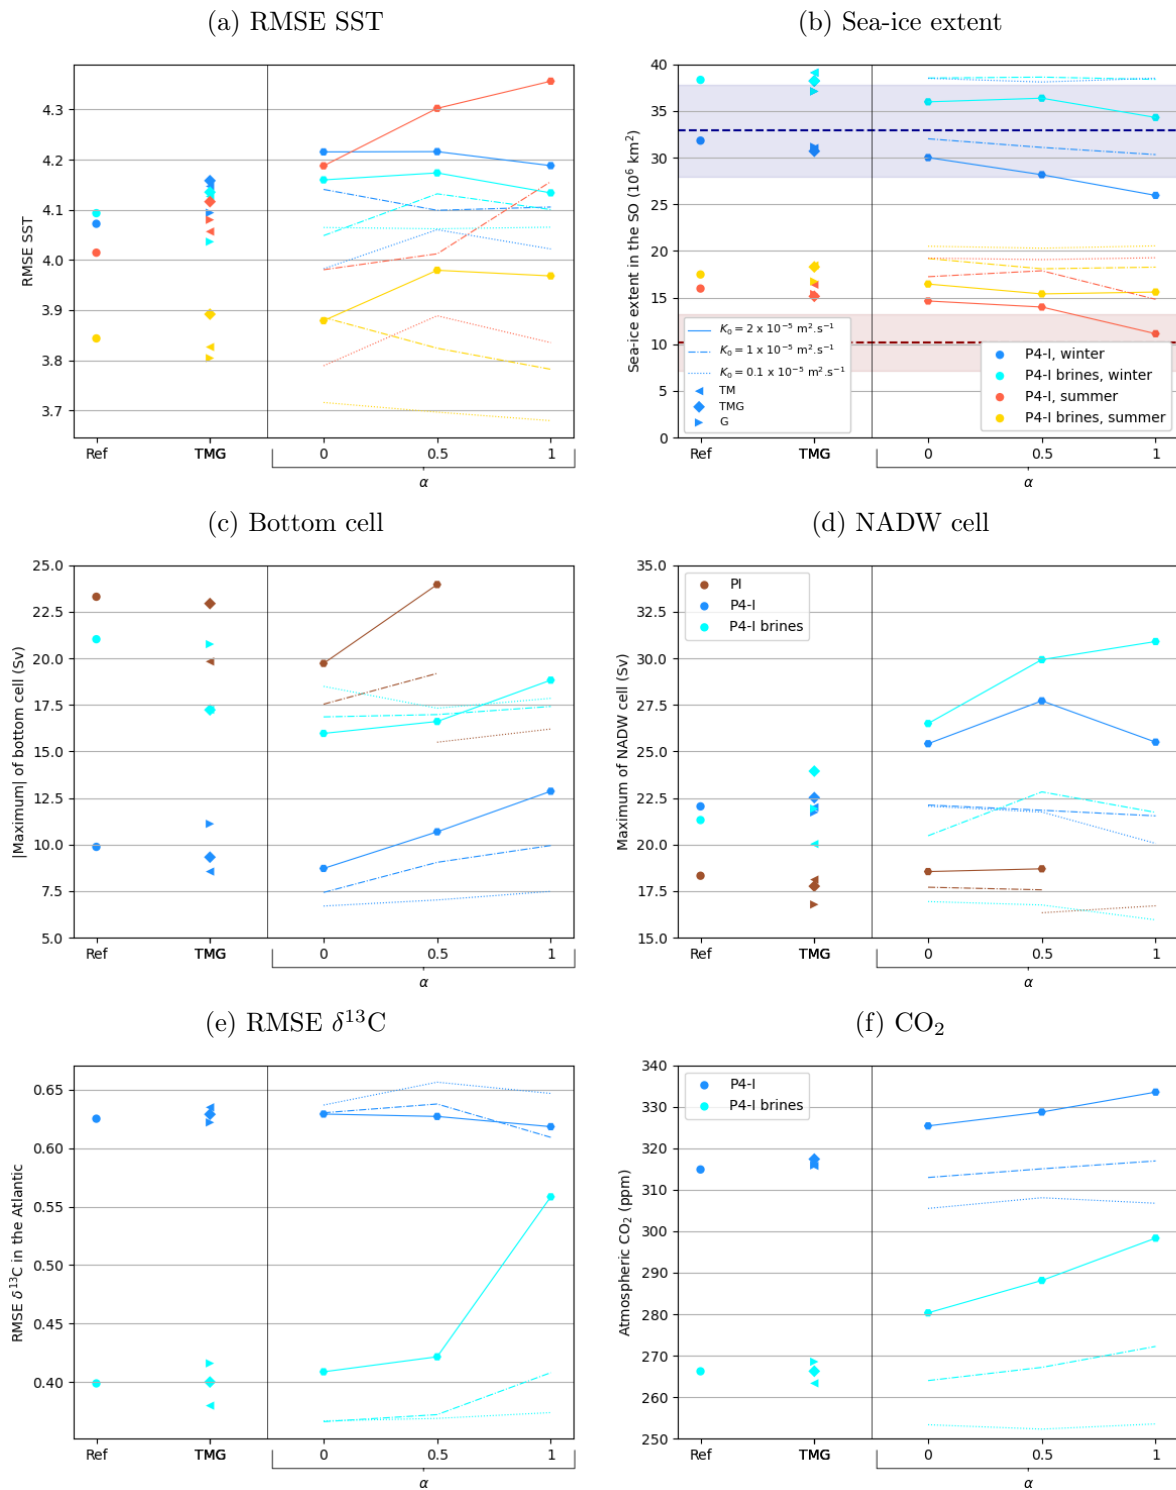 (a) RMSE SST
(b) Sea-ice extent
RMSE SST
4.3
4.2
4.1
4.0
3.9
3.8
3.7
Ref
TMG
0
0.5
1
α
Sea-ice extent in the SO (10⁶ km²)
40
35
30
25
20
15
10
5
0
K₀ = 2 x 10⁻⁵ m².s⁻¹
K₀ = 1 x 10⁻⁵ m².s⁻¹
K₀ = 0.1 x 10⁻⁵ m².s⁻¹
TM
TMG
G
P4-I, winter
P4-I brines, winter
P4-I, summer
P4-I brines, summer
Ref
TMG
0
0.5
1
α
(c) Bottom cell
(d) NADW cell
|Maximum| of bottom cell (Sv)
25.0
22.5
20.0
17.5
15.0
12.5
10.0
7.5
5.0
Ref
TMG
0
0.5
1
α
Maximum of NADW cell (Sv)
35.0
32.5
30.0
27.5
25.0
22.5
20.0
17.5
15.0
PI
P4-I
P4-I brines
Ref
TMG
0
0.5
1
α
(e) RMSE δ¹³C
(f) CO₂
RMSE δ¹³C in the Atlantic
0.65
0.60
0.55
0.50
0.45
0.40
Ref
TMG
0
0.5
1
α
Atmospheric CO₂ (ppm)
340
330
320
310
300
290
280
270
260
250
P4-I
P4-I brines
Ref
TMG
0
0.5
1
α